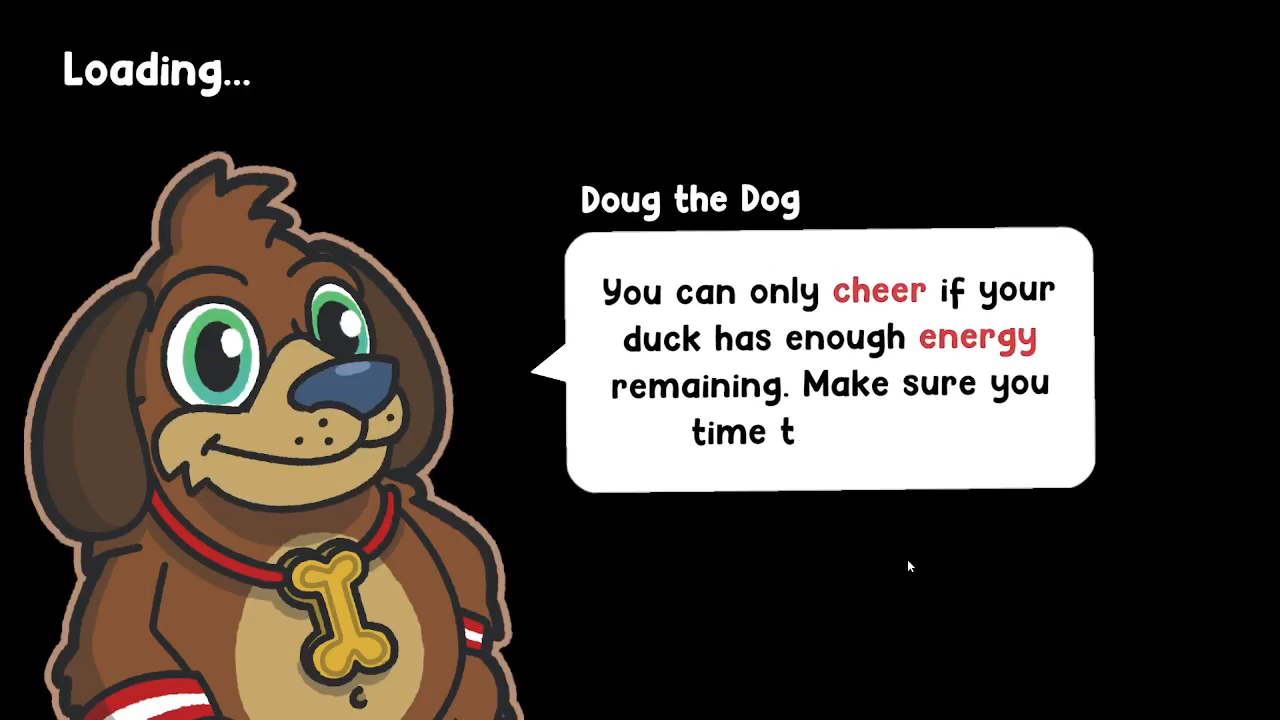 Loading...
Doug the Dog
You can only cheer if your
duck has enough energy
remaining. Make sure you
time t